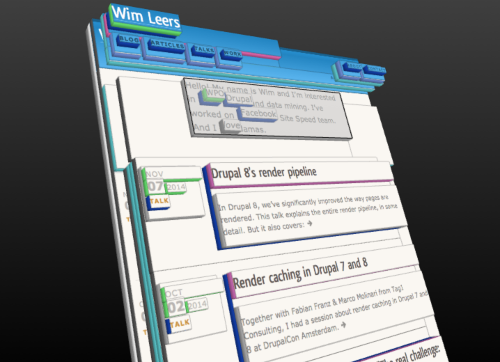 Wim Leers
BLOG ARTICLES TALKS WORK
Hello! My name is Wim and I'm interested
in WPO, Drupal and data mining. I've
worked on Facebook's Site Speed team.
And I love games.
NOV
07 2014
TALK
Drupal 8's render pipeline
In Drupal 8, we've significantly improved the way pages are
rendered. This talk explains the entire render pipeline, in some
detail. But it also covers: →
OCT
02 2014
TALK
Render caching in Drupal 7 and 8
Together with Fabian Franz & Marco Molinari from Tag1
Consulting, I had a session about render caching in Drupal 7 and
8 at DrupalCon Amsterdam. →
real challenge: